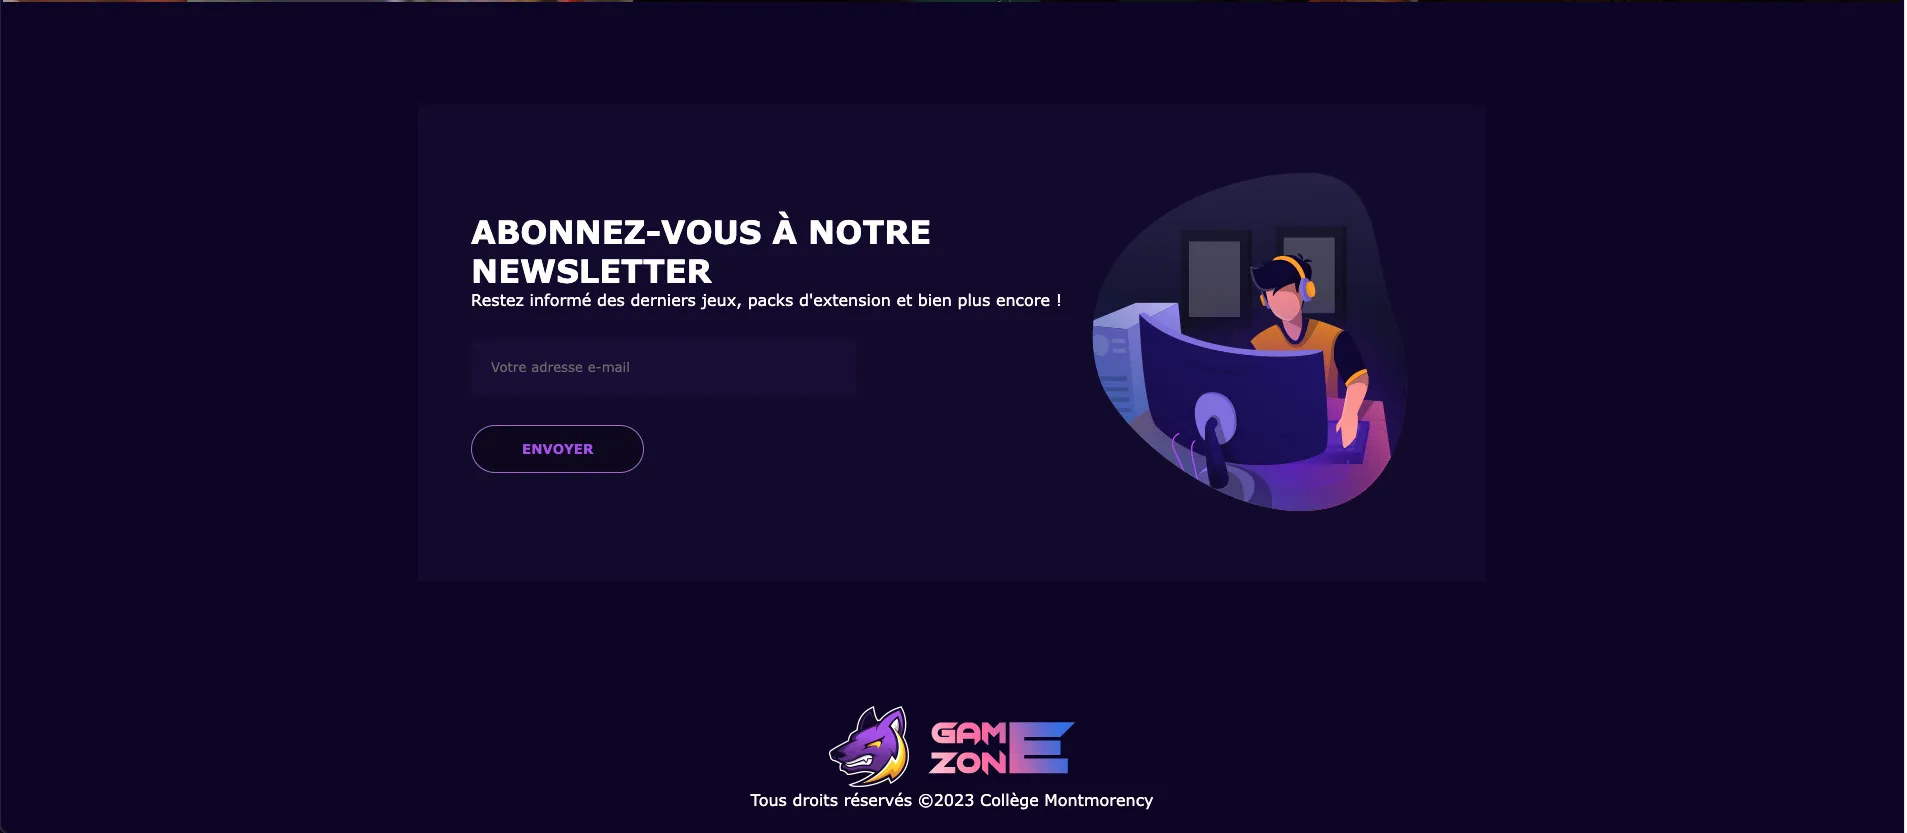 ABONNEZ-VOUS À NOTRE
NEWSLETTER
Restez informé des derniers jeux, packs d'extension et bien plus encore !
Votre adresse e-mail
ENVOYER
GAM E
ZON
Tous droits réservés ©2023 Collège Montmorency